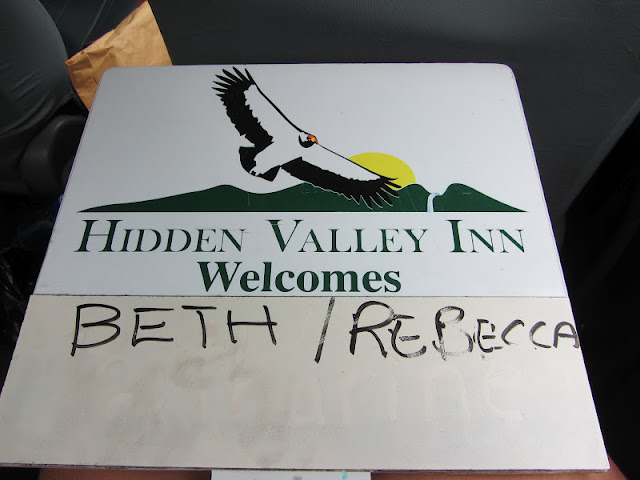 HIDDEN VALLEY INN
Welcomes
BETH / REBECCA